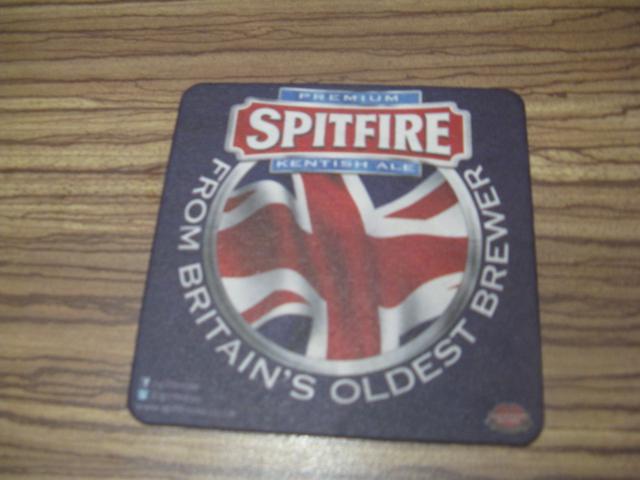 PREMIUM
SPITFIRE
KENTISH ALE
FROM BRITAIN'S OLDEST BREWER